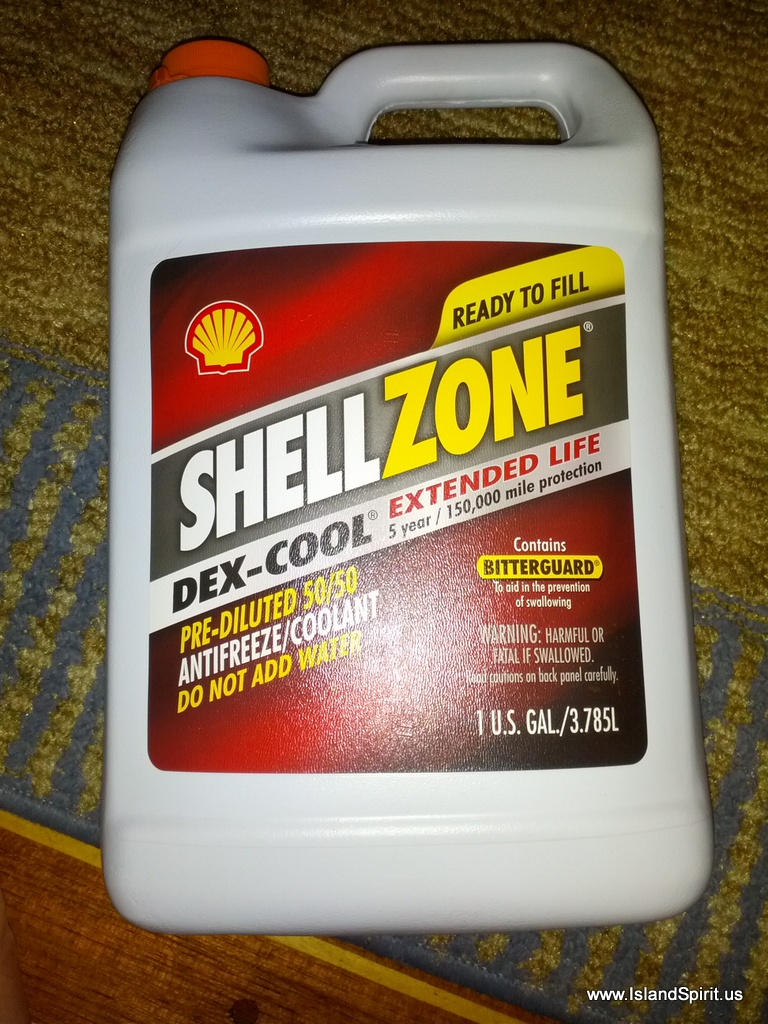 READY TO FILL
SHELLZONE®
DEX-COOL® EXTENDED LIFE
5 year / 150,000 mile protection
PRE-DILUTED 50/50
ANTIFREEZE/COOLANT
DO NOT ADD WATER
Contains
BITTERGUARD®
To aid in the prevention
of swallowing
WARNING: HARMFUL OR
FATAL IF SWALLOWED.
Read cautions on back panel carefully.
1 U.S. GAL./3.785L
www.IslandSpirit.us